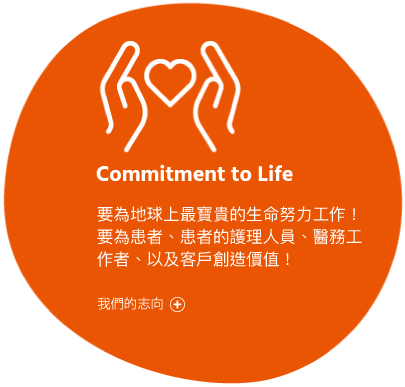 Commitment to Life
要為地球上最寶貴的生命努力工作！
要為患者、患者的護理人員、醫務工
作者、以及客戶創造價值！
我們的志向